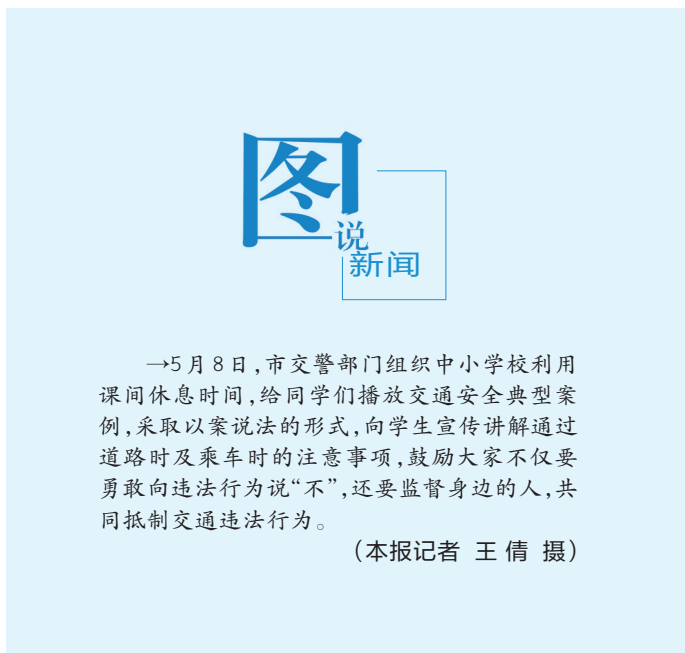 图
说
新闻
→5月8日，市交警部门组织中小学校利用
课间休息时间，给同学们播放交通安全典型案
例，采取以案说法的形式，向学生宣传讲解通过
道路时及乘车时的注意事项，鼓励大家不仅要
勇敢向违法行为说“不”，还要监督身边的人，共
同抵制交通违法行为。
（本报记者 王 倩 摄）